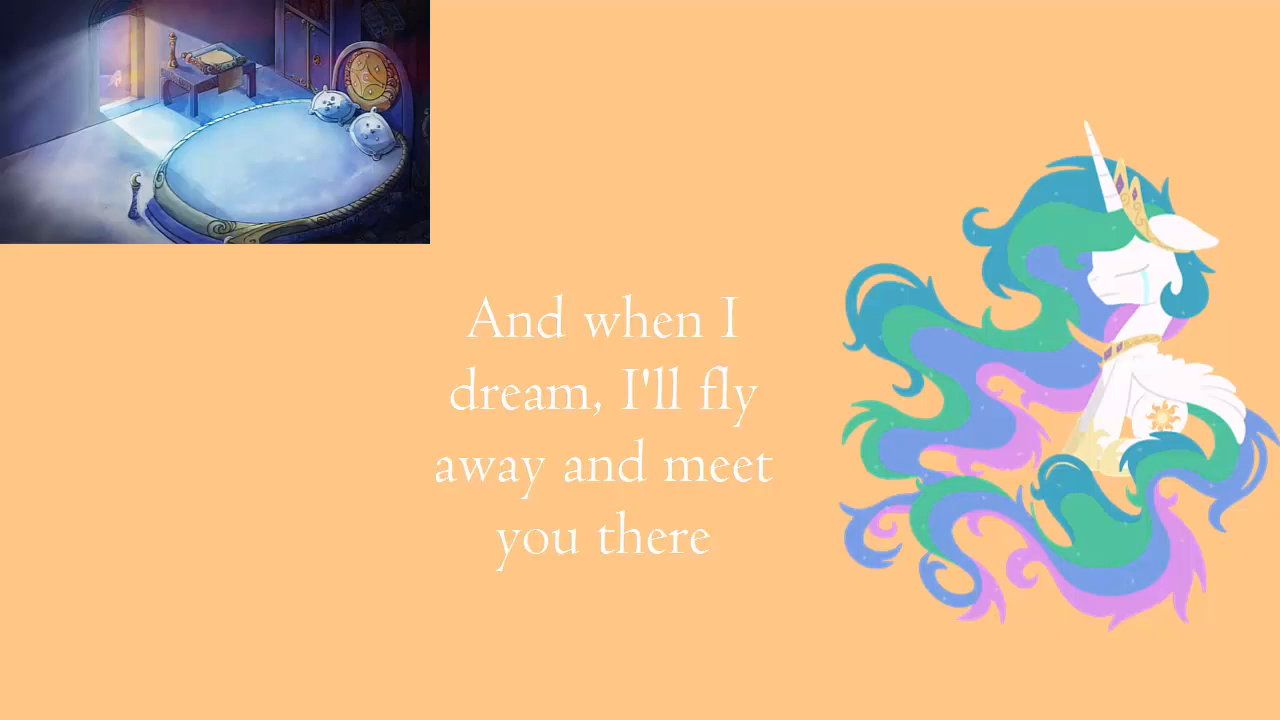 And when I
dream, I'll fly
away and meet
you there